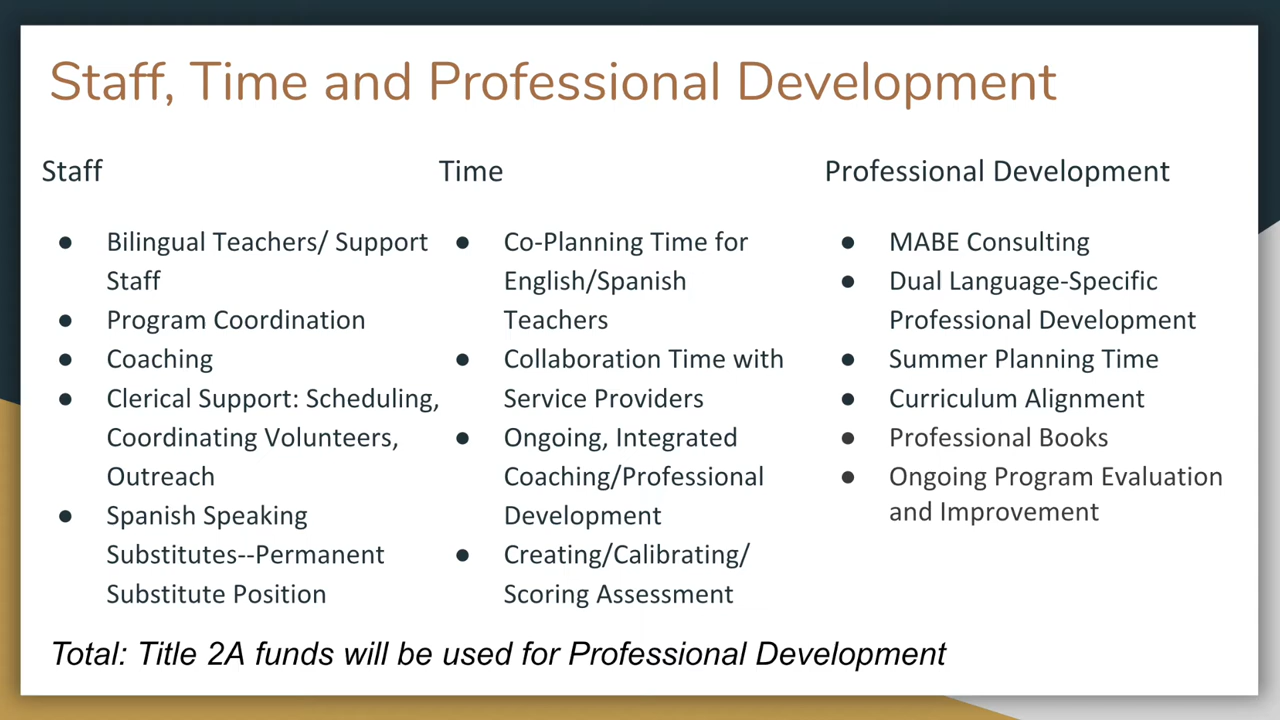 Staff, Time and Professional Development
Staff
● Bilingual Teachers/ Support
Staff
● Program Coordination
● Coaching
● Clerical Support: Scheduling,
Coordinating Volunteers,
Outreach
● Spanish Speaking
Substitutes--Permanent
Substitute Position
Time
● Co-Planning Time for
English/Spanish
Teachers
● Collaboration Time with
Service Providers
● Ongoing, Integrated
Coaching/Professional
Development
● Creating/Calibrating/
Scoring Assessment
Professional Development
● MABE Consulting
● Dual Language-Specific
Professional Development
● Summer Planning Time
● Curriculum Alignment
● Professional Books
● Ongoing Program Evaluation
and Improvement
Total: Title 2A funds will be used for Professional Development